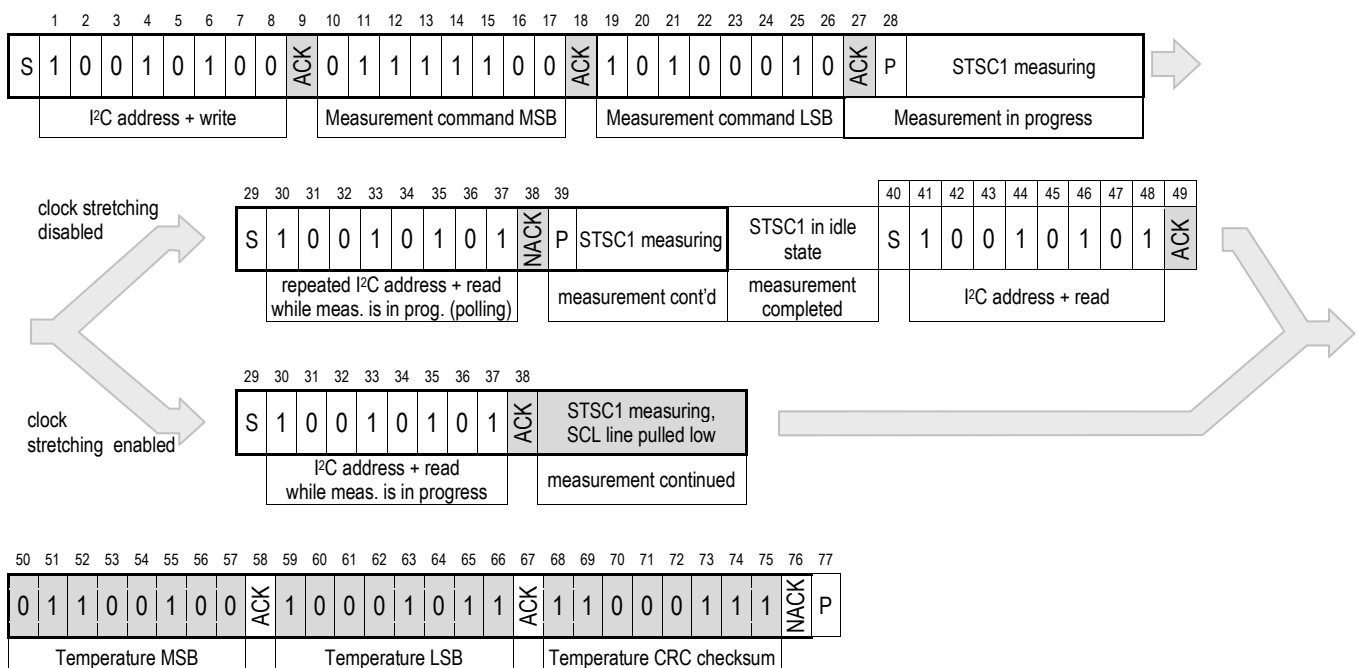 1 2 3 4 5 6 7 8 9 10 11 12 13 14 15 16 17 18 19 20 21 22 23 24 25 26 27 28
S 1 0 0 1 0 1 0 0 ACK 0 1 1 1 1 1 0 0 ACK 1 0 1 0 0 0 1 0 ACK P STSC1 measuring
I²C address + write Measurement command MSB Measurement command LSB Measurement in progress
clock stretching
disabled
29 30 31 32 33 34 35 36 37 38 39
S 1 0 0 1 0 1 0 1 NACK P STSC1 measuring
repeated I²C address + read
while meas. is in prog. (polling)
measurement cont'd
STSC1 in idle
state
measurement
completed
40 41 42 43 44 45 46 47 48 49
S 1 0 0 1 0 1 0 1 ACK
I²C address + read
clock
stretching enabled
29 30 31 32 33 34 35 36 37 38
S 1 0 0 1 0 1 0 1 ACK
STSC1 measuring,
SCL line pulled low
I²C address + read
while meas. is in progress
measurement continued
50 51 52 53 54 55 56 57 58 59 60 61 62 63 64 65 66 67 68 69 70 71 72 73 74 75 76 77
0 1 1 0 0 1 0 0 ACK 1 0 0 0 1 0 1 1 ACK 1 1 0 0 0 1 1 1 NACK P
Temperature MSB Temperature LSB Temperature CRC checksum